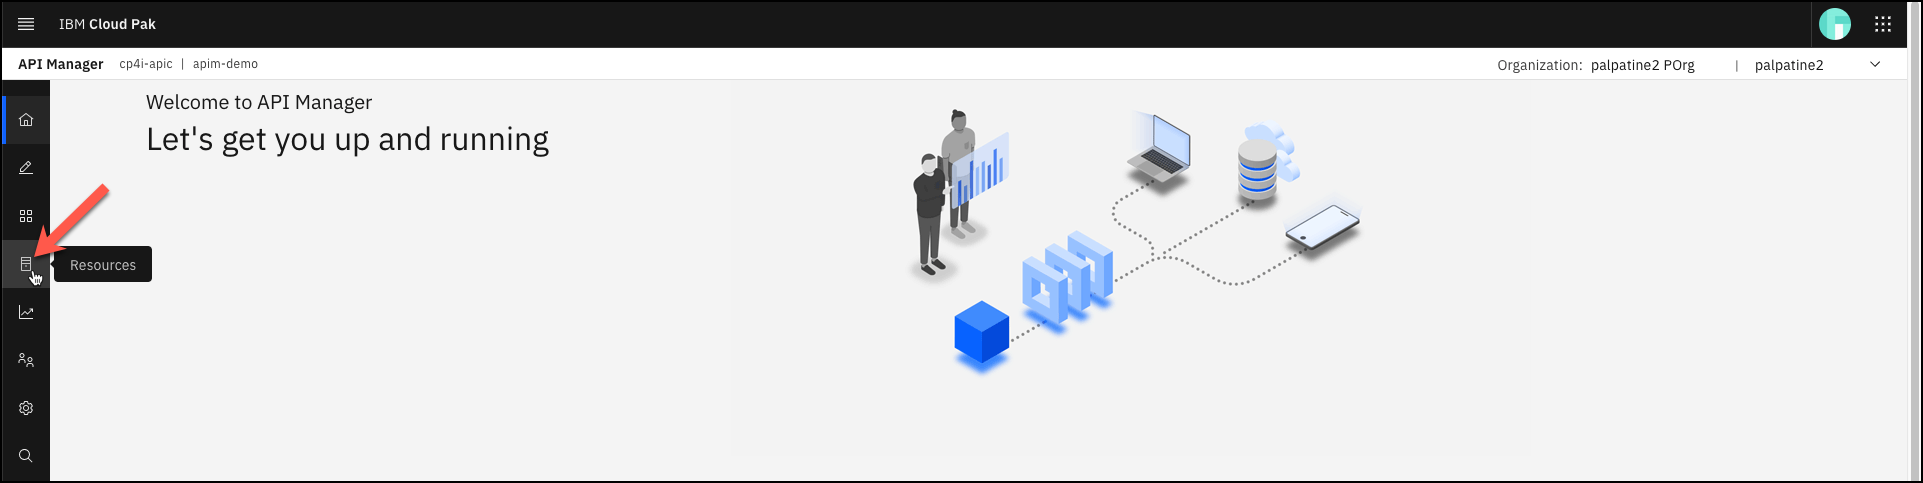 IBM Cloud Pak
API Manager cp4i-apic | apim-demo
Organization: palpatine2 POrg | palpatine2
Welcome to API Manager
Let's get you up and running
Resources